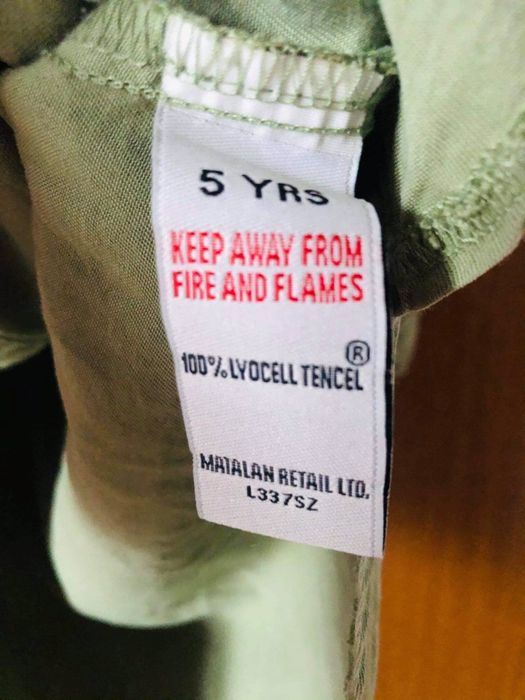 5 YRS
KEEP AWAY FROM
FIRE AND FLAMES
100% LYOCELL TENCEL ®
MATALAN RETAIL LTD.
L337SZ